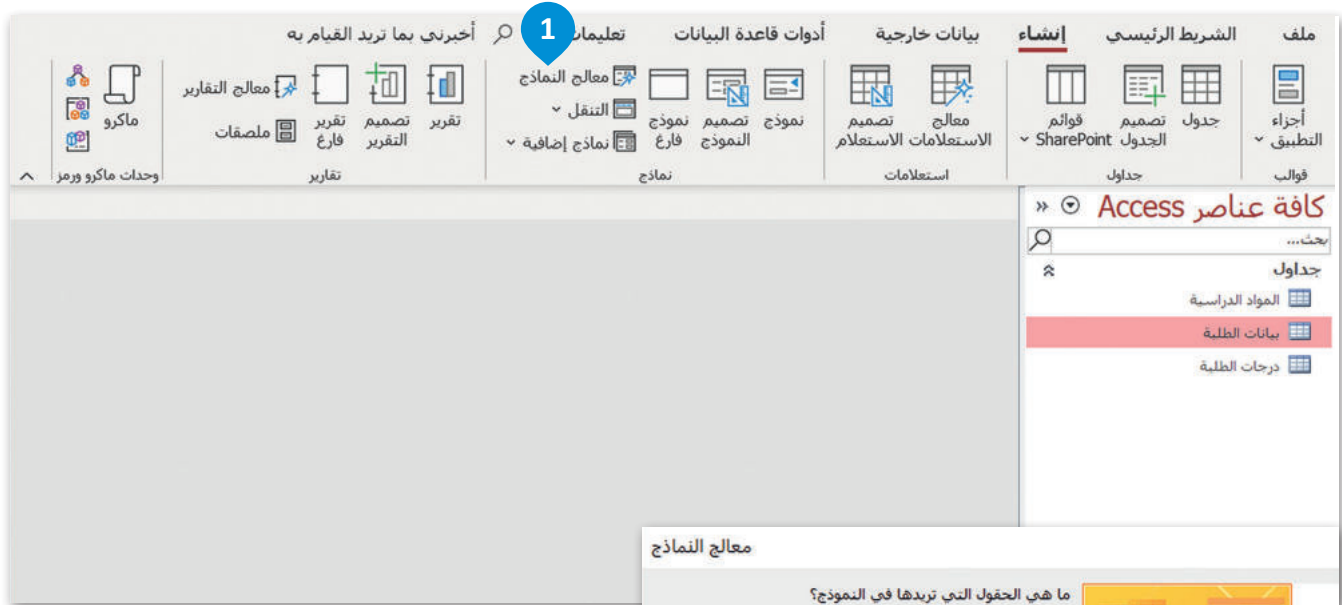 ملف الشريط الرئيسي إنشاء بيانات خارجية أدوات قاعدة البيانات تعليمات أخبرني بما تريد القيام به
1
أجزاء التطبيق
قوالب
جدول
تصميم الجدول
قوائم SharePoint
جداول
معالج الاستعلامات
تصميم الاستعلام
استعلامات
نموذج
تصميم النموذج
نموذج فارغ
معالج النماذج
التنقل
نماذج إضافية
نماذج
تقرير
تصميم التقرير
تقرير فارغ
معالج التقارير
ملصقات
تقارير
ماكرو
وحدات ماكرو ورمز
كافة عناصر Access
بحث...
جداول
المواد الدراسية
بيانات الطلبة
درجات الطلبة
معالج النماذج
ما هي الحقول التي تريدها في النموذج؟